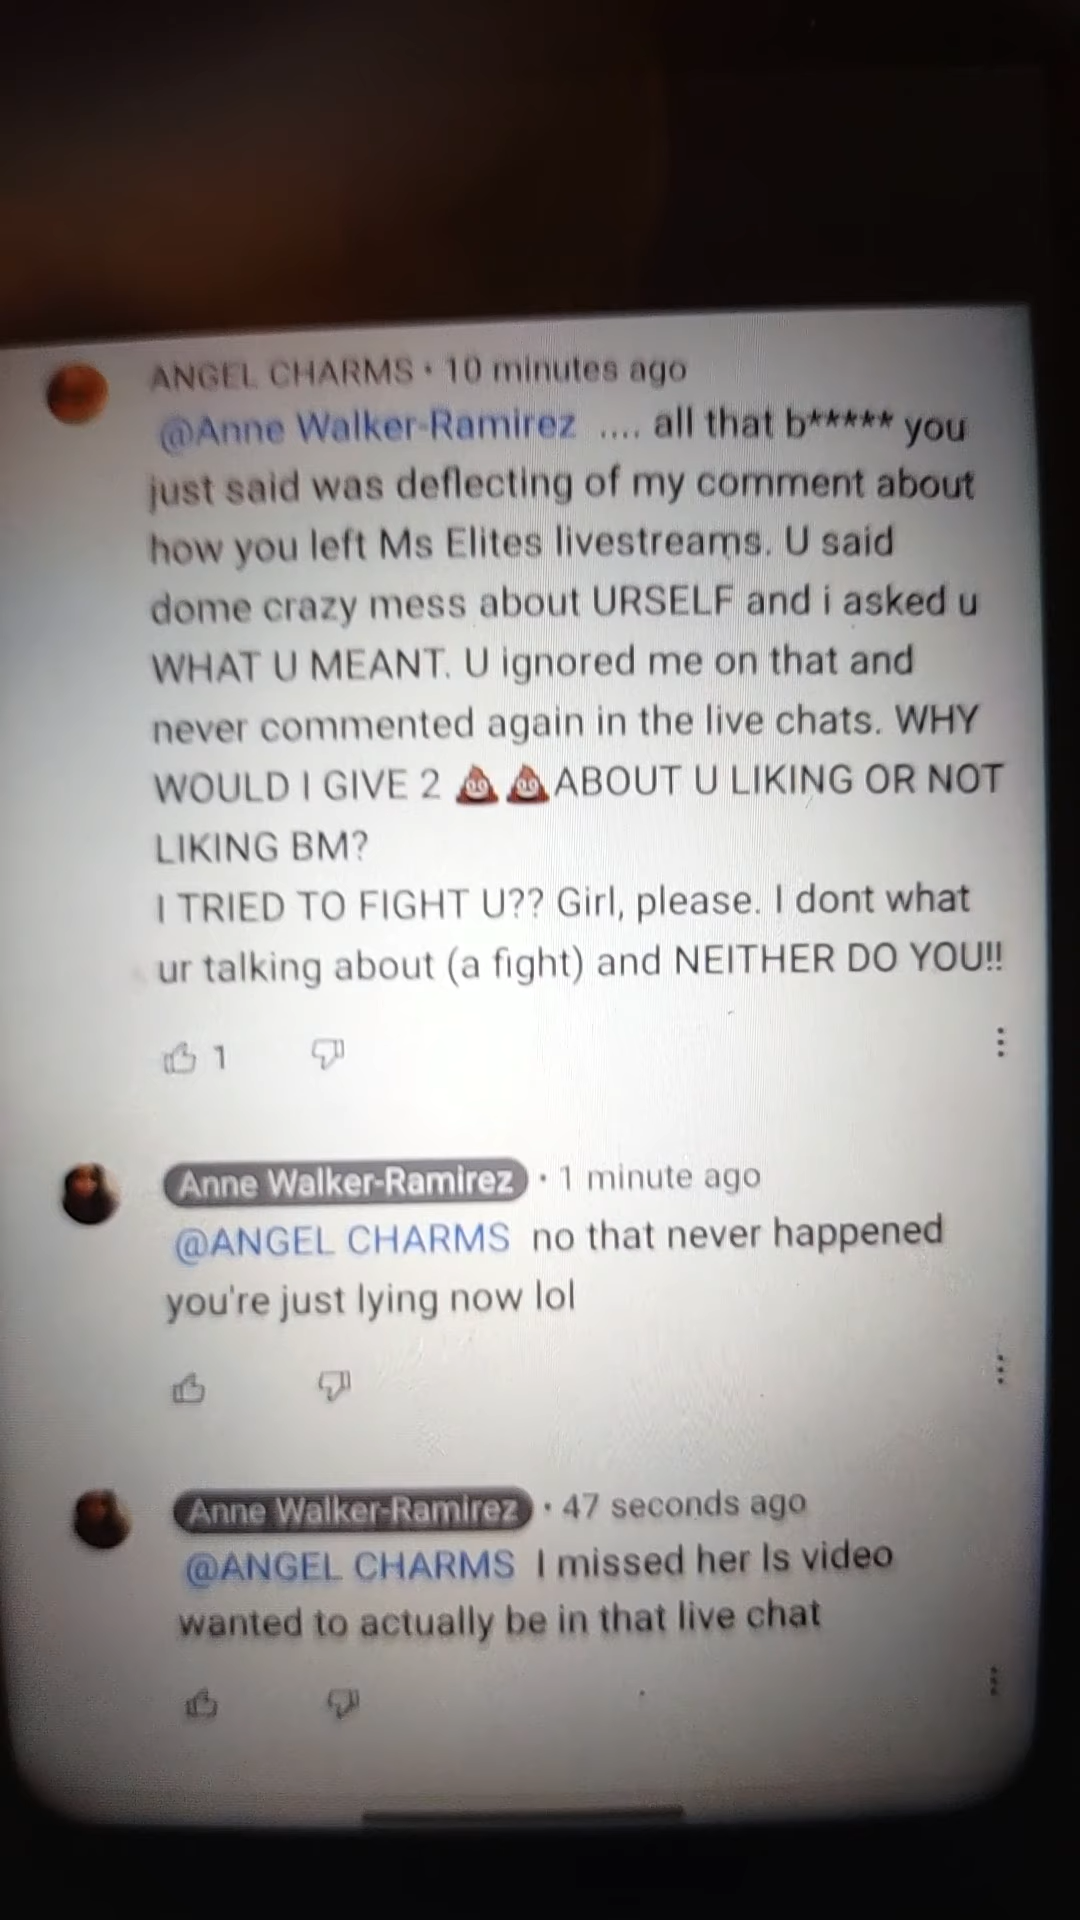 ANGEL CHARMS • 10 minutes ago
@Anne Walker-Ramirez .... all that b***** you
just said was deflecting of my comment about
how you left Ms Elites livestreams. U said
dome crazy mess about URSELF and i asked u
WHAT U MEANT. U ignored me on that and
never commented again in the live chats. WHY
WOULD I GIVE 2 💩💩ABOUT U LIKING OR NOT
LIKING BM?
I TRIED TO FIGHT U?? Girl, please. I dont what
ur talking about (a fight) and NEITHER DO YOU!!
1
Anne Walker-Ramirez • 1 minute ago
@ANGEL CHARMS no that never happened
you're just lying now lol
Anne Walker-Ramirez • 47 seconds ago
@ANGEL CHARMS I missed her ls video
wanted to actually be in that live chat